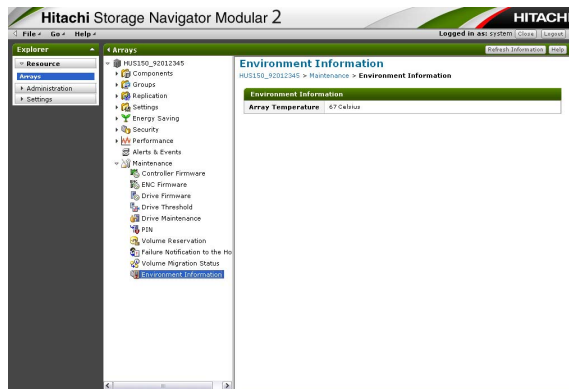 Hitachi Storage Navigator Modular 2
HITACHI
File Go Help
Logged in as: system Close Logout
Explorer
Arrays
Refresh Information Help
Resource
Arrays
Administration
Settings
HUS150_92012345
Components
Groups
Replication
Settings
Energy Saving
Security
Performance
Alerts & Events
Maintenance
Controller Firmware
ENC Firmware
Drive Firmware
Drive Threshold
Drive Maintenance
PIN
Volume Reservation
Failure Notification to the Ho
Volume Migration Status
Environment Information
Environment Information
HUS150_92012345 > Maintenance > Environment Information
Environment Information
Array Temperature 67 Celsius